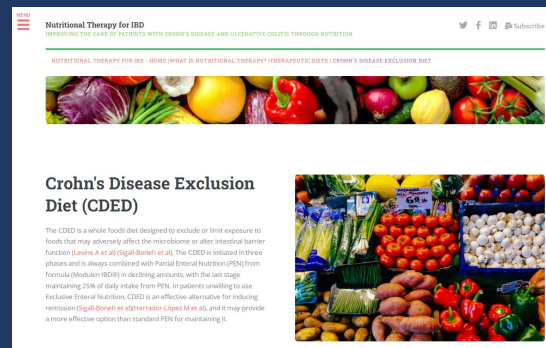 MENU
Nutritional Therapy for IBD
IMPROVING THE CARE OF PATIENTS WITH CROHN'S DISEASE AND ULCERATIVE COLITIS THROUGH NUTRITION
Subscribe
NUTRITIONAL THERAPY FOR IBD - HOME |WHAT IS NUTRITIONAL THERAPY? |THERAPEUTIC DIETS | CROHN'S DISEASE EXCLUSION DIET
Crohn's Disease Exclusion
Diet (CDED)
The CDED is a whole foods diet designed to exclude or limit exposure to
foods that may adversely affect the microbiome or alter intestinal barrier
function (Levine A et al) (Sigall-Boneh et al). The CDED is initiated in three
phases and is always combined with Partial Enteral Nutrition (PEN) from
formula (Modulen IBD®) in declining amounts, with the last stage
maintaining 25% of daily intake from PEN. In patients unwilling to use
Exclusive Enteral Nutrition, CDED is an effective alternative for inducing
remission (Sigall-Boneh et al)(Herrador-López M et al), and it may provide
a more effective option than standard PEN for maintaining it.
69